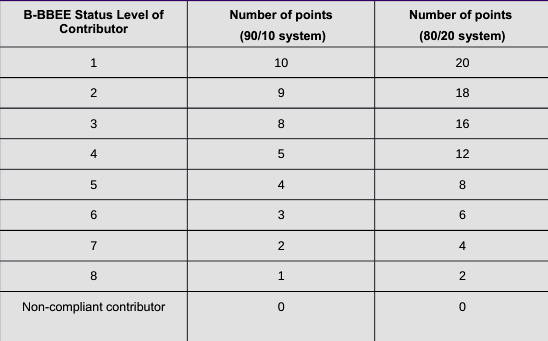 B-BBEE Status Level of Number of points Number of points
Contributor (90/10 system) (80/20 system)
1 10 20
2 9 18
3 8 16
4 5 12
5 4 8
6 3 6
7 2 4
8 1 2
Non-compliant contributor 0 0